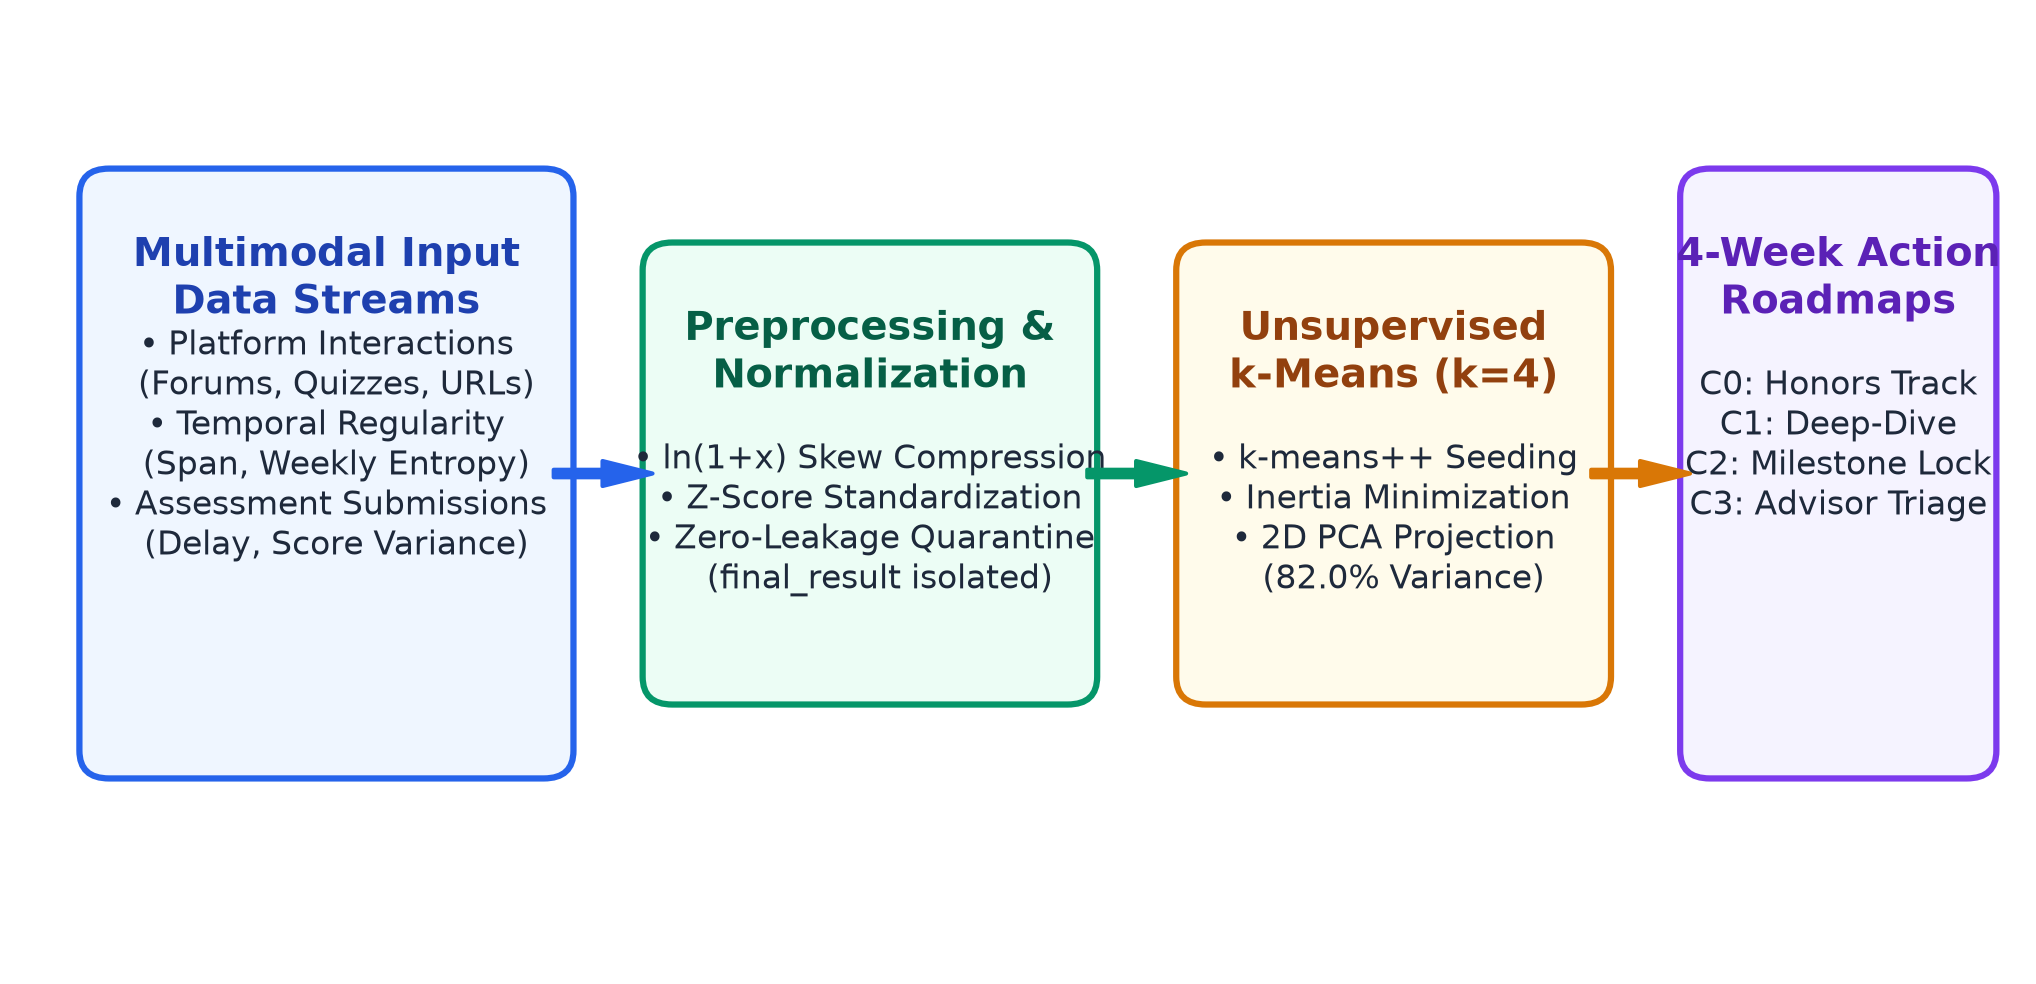 Multimodal Input
Data Streams
• Platform Interactions
(Forums, Quizzes, URLs)
• Temporal Regularity
(Span, Weekly Entropy)
• Assessment Submissions
(Delay, Score Variance)
Preprocessing &
Normalization
• ln(1+x) Skew Compression
• Z-Score Standardization
• Zero-Leakage Quarantine
(final_result isolated)
Unsupervised
k-Means (k=4)
• k-means++ Seeding
• Inertia Minimization
• 2D PCA Projection
(82.0% Variance)
4-Week Action
Roadmaps
C0: Honors Track
C1: Deep-Dive
C2: Milestone Lock
C3: Advisor Triage